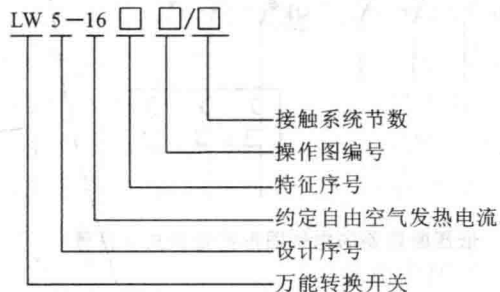 LW 5-16□ □/□
接触系统节数
操作图编号
特征序号
约定自由空气发热电流
设计序号
万能转换开关